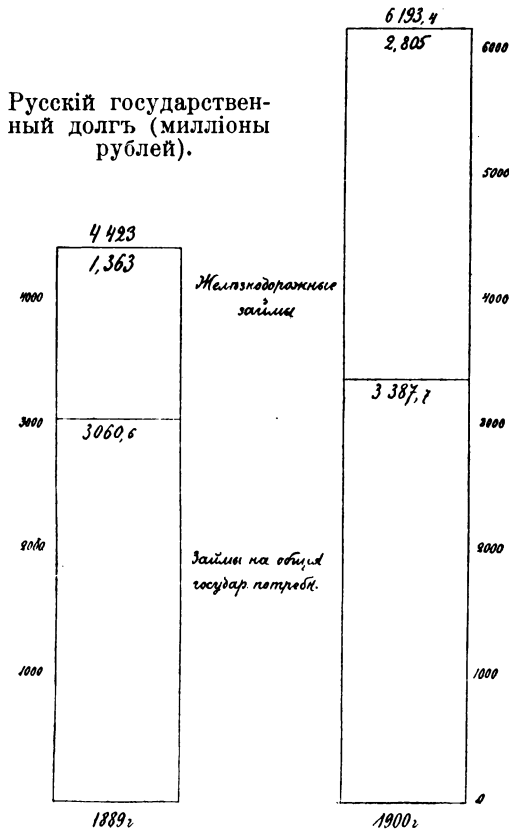 Русскій государствен-
ный долгъ (милліоны
рублей).
4 423
1,363
3060,6
1889 г
4000
3000
2000
1000
Желѣзнодорожные
займы
Займы на общія
государ. потребн.
6193,4
2,805
3 387,7
1900 г
6000
5000
4000
3000
2000
1000
0